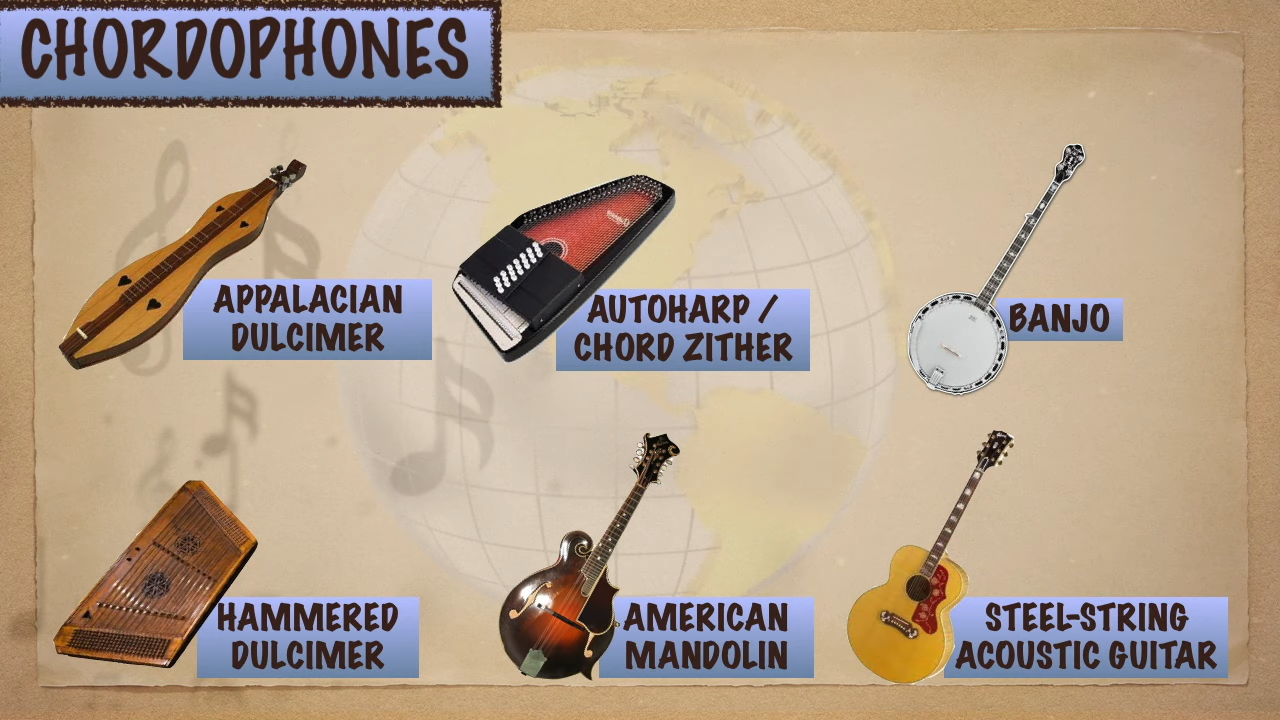 CHORDOPHONES
APPALACIAN
DULCIMER
AUTOHARP /
CHORD ZITHER
BANJO
HAMMERED
DULCIMER
AMERICAN
MANDOLIN
STEEL-STRING
ACOUSTIC GUITAR